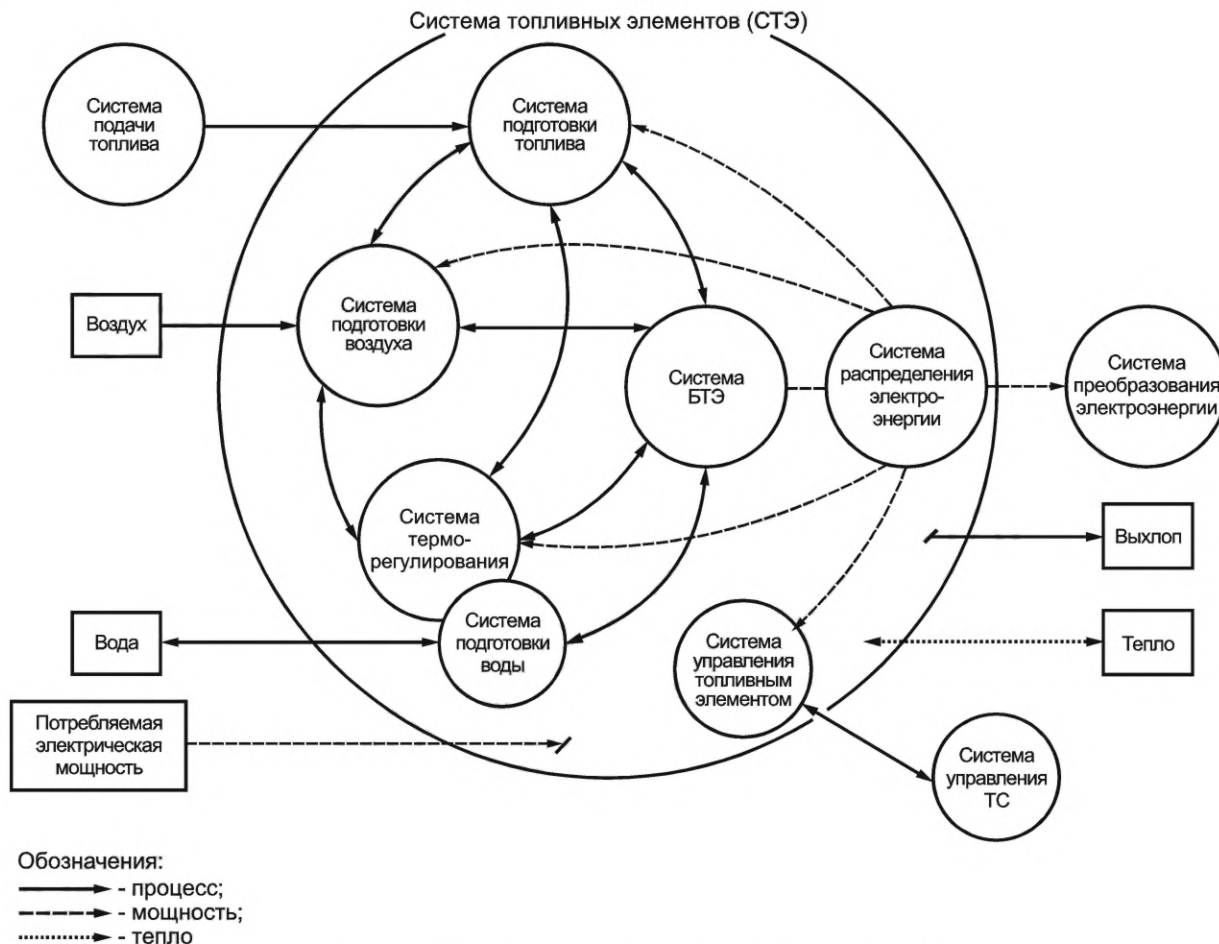 Система топливных элементов (СТЭ)
Система
подачи
топлива
Система
подготовки
топлива
Воздух
Система
подготовки
воздуха
Система
БТЭ
Система
распределения
электро-
энергии
Система
преобразования
электроэнергии
Система
термо-
регулирования
Выхлоп
Вода
Система
подготовки
воды
Система
управления
топливным
элементом
Тепло
Потребляемая
электрическая
мощность
Система
управления
ТС
Обозначения:
- процесс;
- мощность;
- тепло